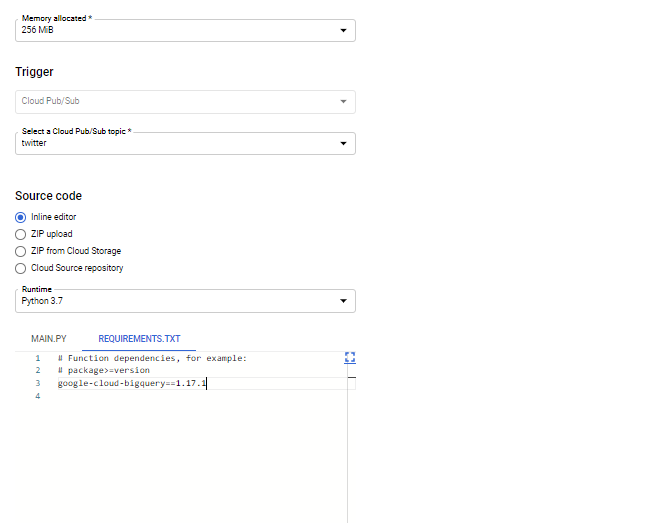 Memory allocated *
256 MiB
Trigger
Cloud Pub/Sub
Select a Cloud Pub/Sub topic *
twitter
Source code
Inline editor
ZIP upload
ZIP from Cloud Storage
Cloud Source repository
Runtime
Python 3.7
MAIN.PY REQUIREMENTS.TXT
1 # Function dependencies, for example:
2 # package>=version
3 google-cloud-bigquery==1.17.1
4